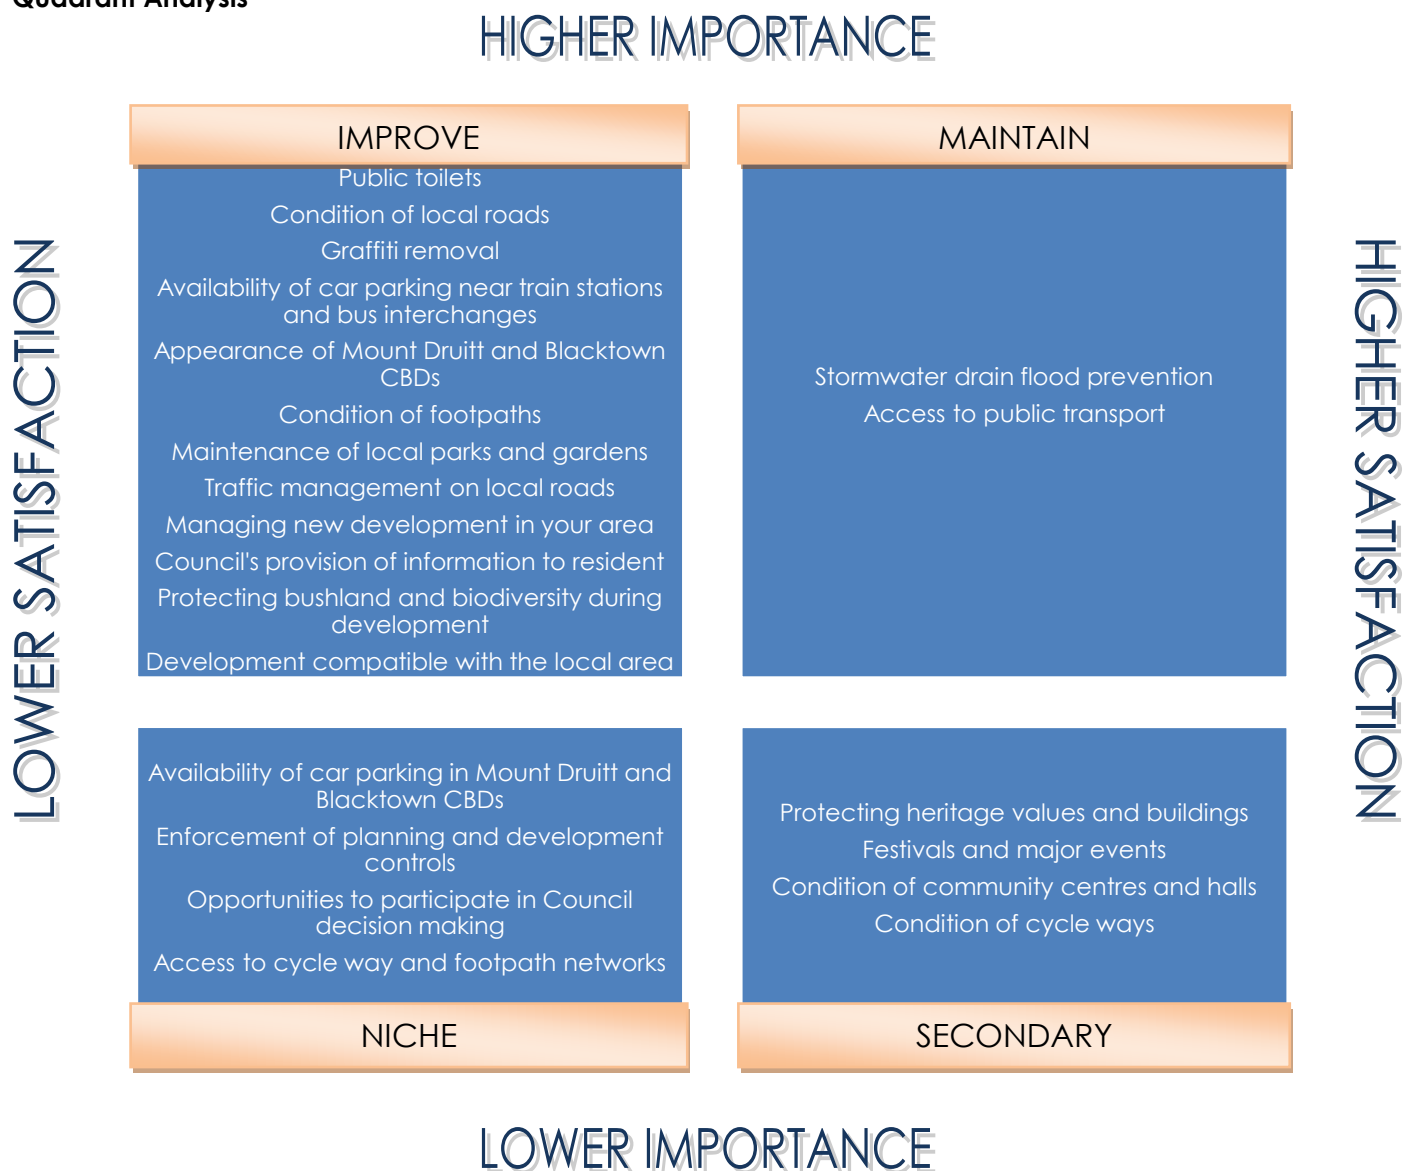 Quadrant Analysis
HIGHER IMPORTANCE
IMPROVE
Public toilets
Condition of local roads
Graffiti removal
Availability of car parking near train stations
and bus interchanges
Appearance of Mount Druitt and Blacktown
CBDs
Condition of footpaths
Maintenance of local parks and gardens
Traffic management on local roads
Managing new development in your area
Council's provision of information to resident
Protecting bushland and biodiversity during
development
Development compatible with the local area
MAINTAIN
Stormwater drain flood prevention
Access to public transport
LOWER SATISFACTION
HIGHER SATISFACTION
Availability of car parking in Mount Druitt and
Blacktown CBDs
Enforcement of planning and development
controls
Opportunities to participate in Council
decision making
Access to cycle way and footpath networks
NICHE
Protecting heritage values and buildings
Festivals and major events
Condition of community centres and halls
Condition of cycle ways
SECONDARY
LOWER IMPORTANCE